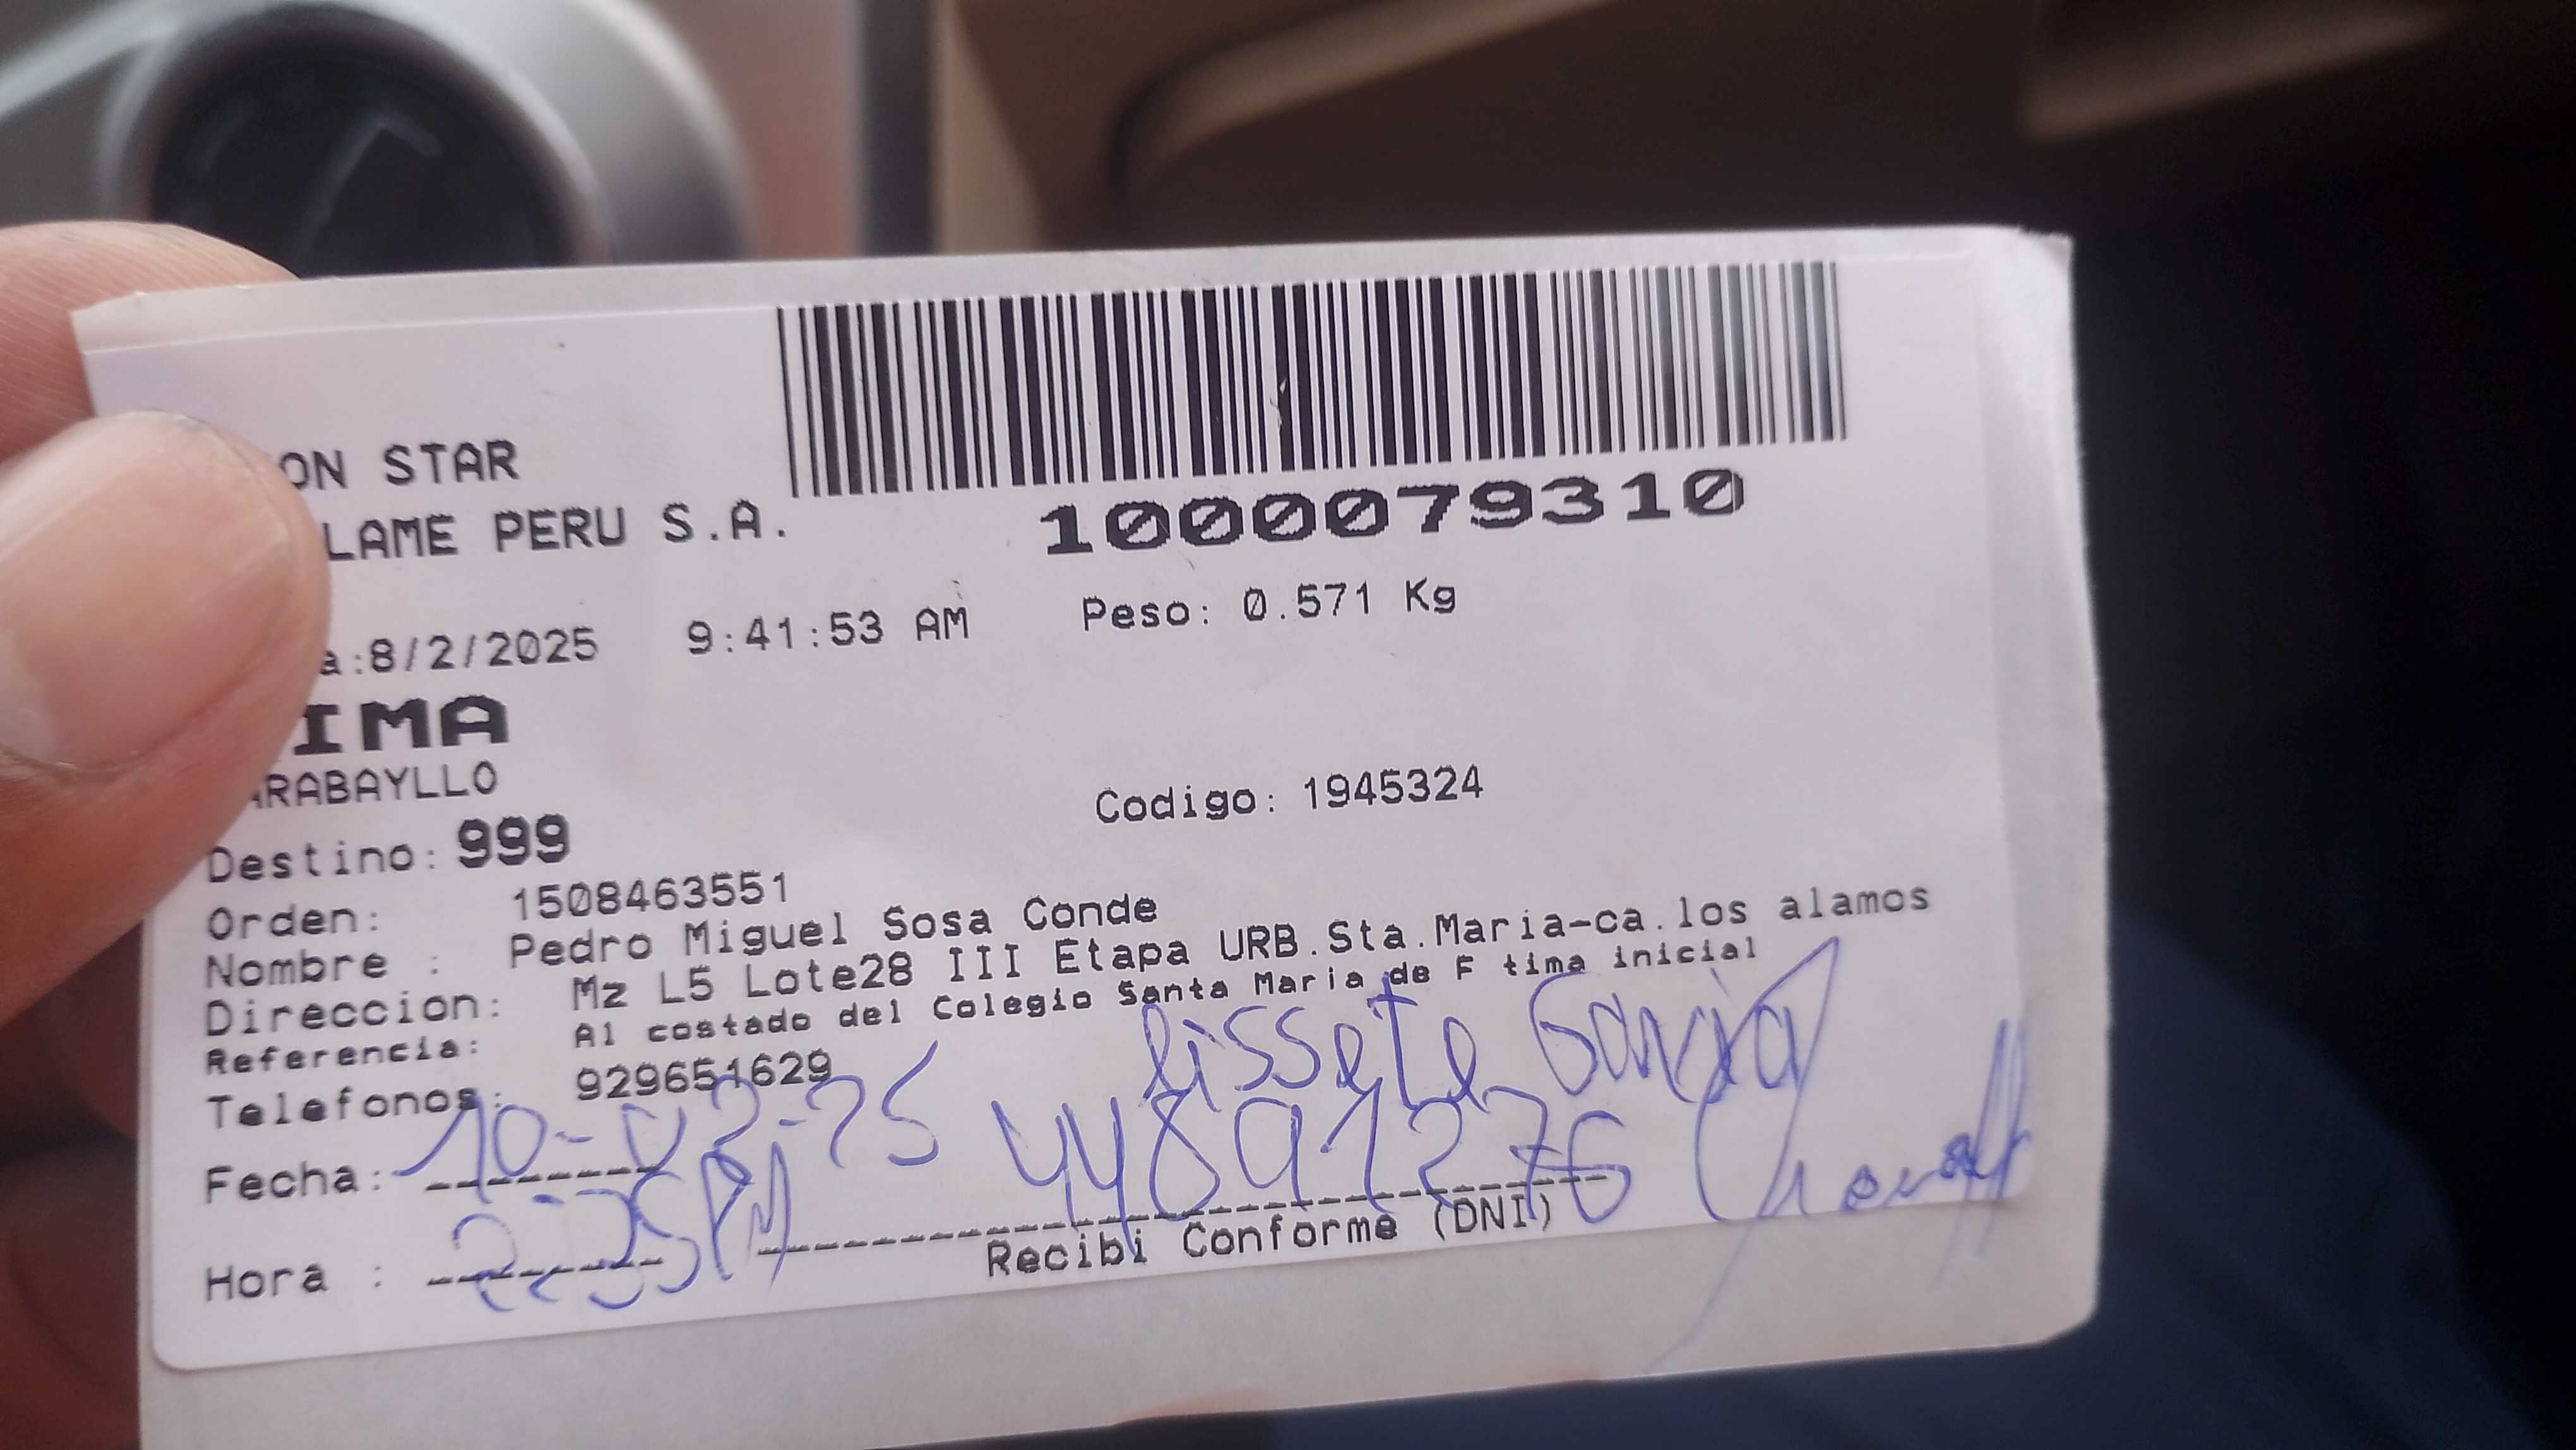 ON STAR
LAME PERU S.A.
1000079310
a:8/2/2025 9:41:53 AM Peso: 0.571 Kg
IMA
ARABAYLLO
Codigo: 1945324
Destino: 999
Orden: 1508463551
Nombre : Pedro Miguel Sosa Conde
Direccion: Mz L5 Lote28 III Etapa URB.Sta.Maria-ca.los alamos
Referencia: Al costado del Colegio Santa Maria de F tima inicial
Telefonos: 929651629
lissete Garcia
Fecha: 10-02-25 44891276
Hora : PM
Recibi Conforme (DNI)